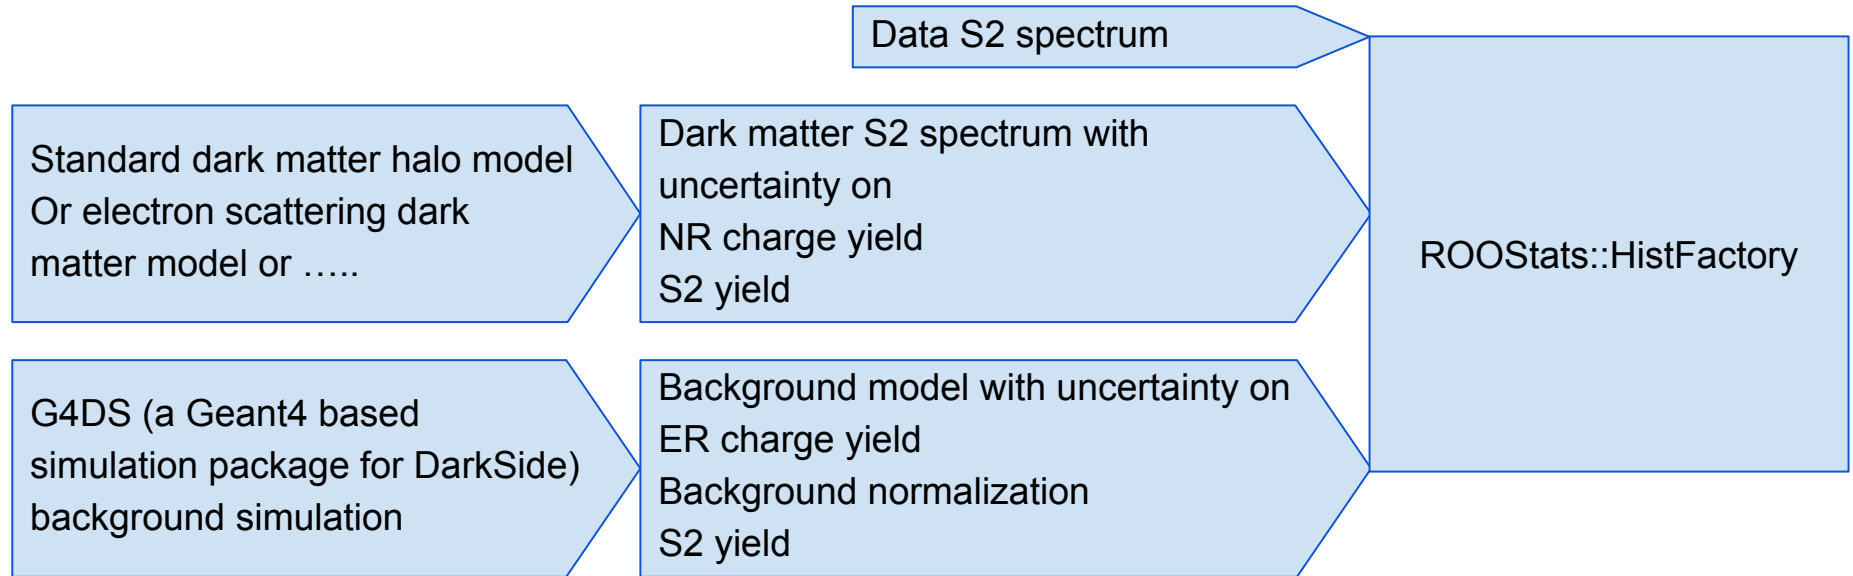 Data S2 spectrum
Standard dark matter halo model
Or electron scattering dark
matter model or …..
Dark matter S2 spectrum with
uncertainty on
NR charge yield
S2 yield
ROOStats::HistFactory
G4DS (a Geant4 based
simulation package for DarkSide)
background simulation
Background model with uncertainty on
ER charge yield
Background normalization
S2 yield